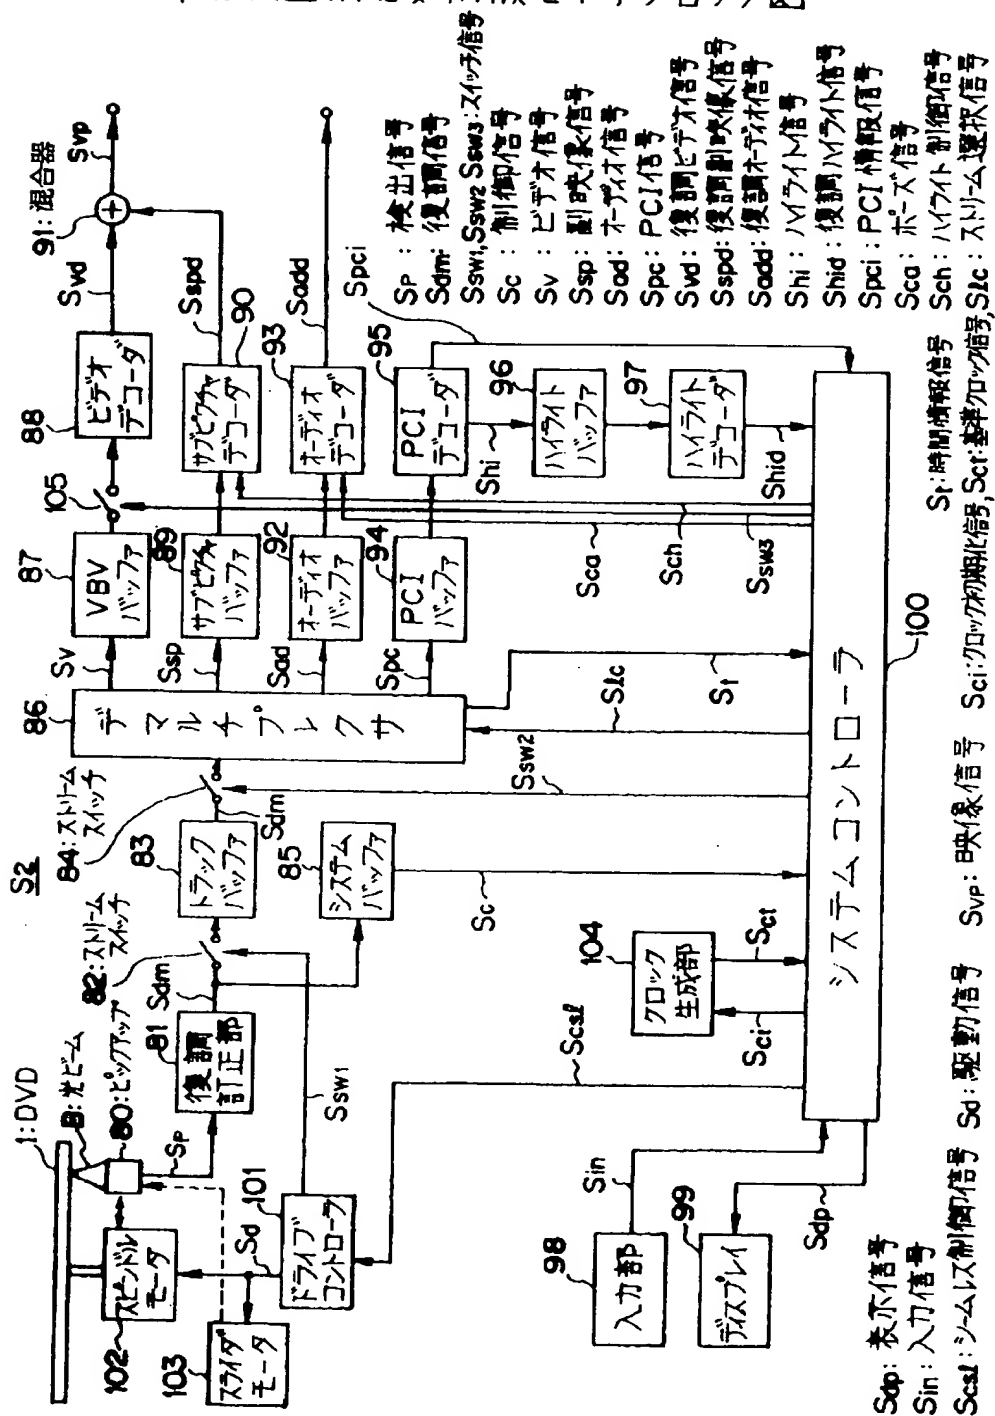 S2
1:DVD
B:光ビーム
80:ピックアップ
82:ストリーム
スイッチ
84:ストリーム
スイッチ
86
デマルチプレクサ
87
VBV
バッファ
105
88
ビデオ
デコーダ
91:混合器
Svp
Svd
Sv
102
スピンドル
モータ
Sp
81
復調
訂正部
Sdm
83
トラック
バッファ
Sdm
Ssp
89
サブピクチャ
バッファ
サブピクチャ
デコーダ
90
Sspd
103
スライダ
モータ
Sd
101
ドライブ
コントローラ
Ssw1
85
システム
バッファ
Ssw2
Sad
92
オーディオ
バッファ
93
オーディオ
デコーダ
Sadd
Spc
94
PCI
バッファ
95
PCI
デコーダ
Spci
Shi
96
ハイライト
バッファ
97
ハイライト
デコーダ
Shid
Sca
Sch
Ssw3
Slc
St
Sc
Scsl
104
クロック
生成部
Sci
Sct
98
入力部
Sin
99
ディスプレイ
Sdp
システムコントローラ
100
Sp:検出信号
Sdm:復調信号
Ssw1,Ssw2 Ssw3:スイッチ信号
Sc:制御信号
Sv:ビデオ信号
Ssp:副映像信号
Sad:オーディオ信号
Spc:PCI信号
Svd:復調ビデオ信号
Sspd:復調副映像信号
Sadd:復調オーディオ信号
Shi:ハイライト信号
Shid:復調ハイライト信号
Spci:PCI情報信号
Sca:ポーズ信号
Sch:ハイライト制御信号
Sdp:表示信号
Sin:入力信号
St:時間情報信号
Scsl:シームレス制御信号 Sd:駆動信号 Svp:映像信号 Sci:クロック初期化信号, Sct:基準クロック信号, Slc:ストリーム選択信号